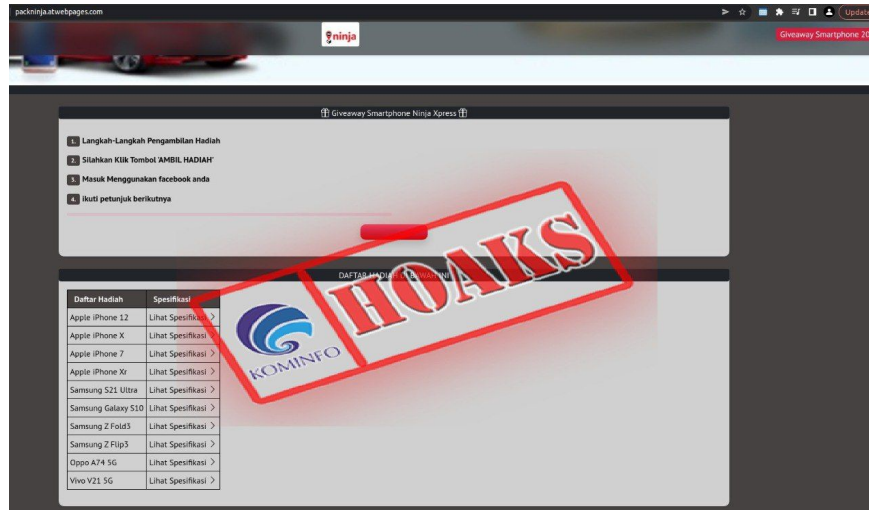 packninja.atwebpages.com
Update
ninja
Giveaway Smartphone 20
Giveaway Smartphone Ninja Xpress
1. Langkah-Langkah Pengambilan Hadiah
2. Silahkan Klik Tombol 'AMBIL HADIAH'
3. Masuk Menggunakan facebook anda
4. ikuti petunjuk berikutnya
DAFTAR HADIAH DI BAWAH INI
HOAKS
KOMINFO
Daftar Hadiah Spesifikasi
Apple iPhone 12 Lihat Spesifikasi >
Apple iPhone X Lihat Spesifikasi >
Apple iPhone 7 Lihat Spesifikasi >
Apple iPhone Xr Lihat Spesifikasi >
Samsung S21 Ultra Lihat Spesifikasi >
Samsung Galaxy S10 Lihat Spesifikasi >
Samsung Z Fold3 Lihat Spesifikasi >
Samsung Z Flip3 Lihat Spesifikasi >
Oppo A74 5G Lihat Spesifikasi >
Vivo V21 5G Lihat Spesifikasi >